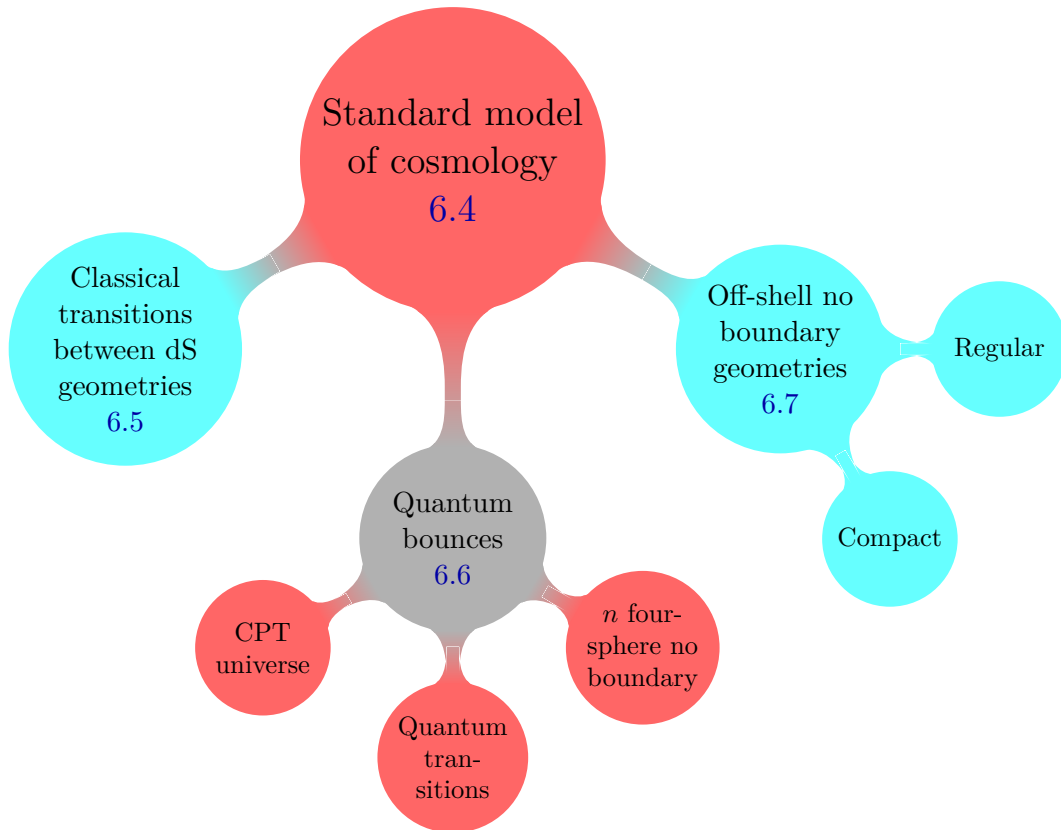 Standard model
of cosmology
6.4
Classical
transitions
between dS
geometries
6.5
Off-shell no
boundary
geometries
6.7
Regular
Compact
Quantum
bounces
6.6
CPT
universe
Quantum
tran-
sitions
n four-
sphere no
boundary